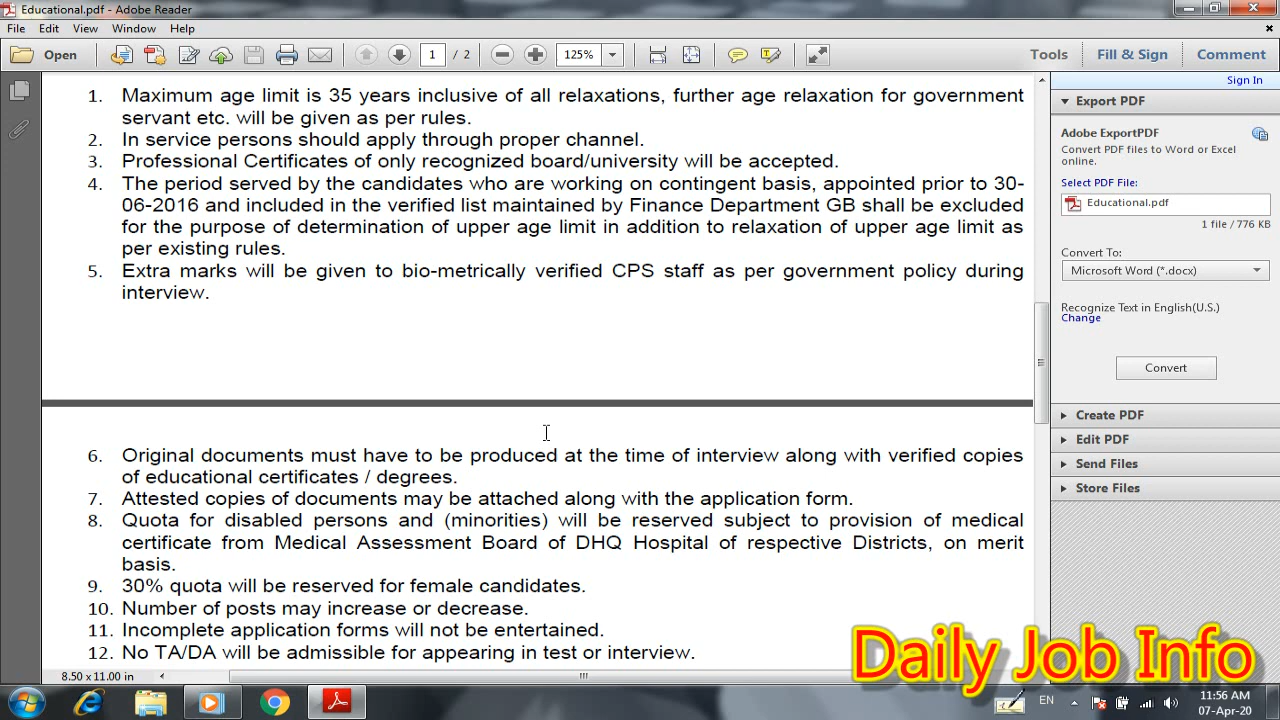 Educational.pdf - Adobe Reader
File Edit View Window Help
Open 1 / 2 125% Tools Fill & Sign Comment
Sign In
1. Maximum age limit is 35 years inclusive of all relaxations, further age relaxation for government
servant etc. will be given as per rules.
2. In service persons should apply through proper channel.
3. Professional Certificates of only recognized board/university will be accepted.
4. The period served by the candidates who are working on contingent basis, appointed prior to 30-
06-2016 and included in the verified list maintained by Finance Department GB shall be excluded
for the purpose of determination of upper age limit in addition to relaxation of upper age limit as
per existing rules.
5. Extra marks will be given to bio-metrically verified CPS staff as per government policy during
interview.
6. Original documents must have to be produced at the time of interview along with verified copies
of educational certificates / degrees.
7. Attested copies of documents may be attached along with the application form.
8. Quota for disabled persons and (minorities) will be reserved subject to provision of medical
certificate from Medical Assessment Board of DHQ Hospital of respective Districts, on merit
basis.
9. 30% quota will be reserved for female candidates.
10. Number of posts may increase or decrease.
11. Incomplete application forms will not be entertained.
12. No TA/DA will be admissible for appearing in test or interview.
8.50 x 11.00 in
Export PDF
Adobe ExportPDF
Convert PDF files to Word or Excel
online.
Select PDF File:
Educational.pdf
1 file / 776 KB
Convert To:
Microsoft Word (*.docx)
Recognize Text in English(U.S.)
Change
Convert
Create PDF
Edit PDF
Send Files
Store Files
Daily Job Info
EN
11:56 AM
07-Apr-20